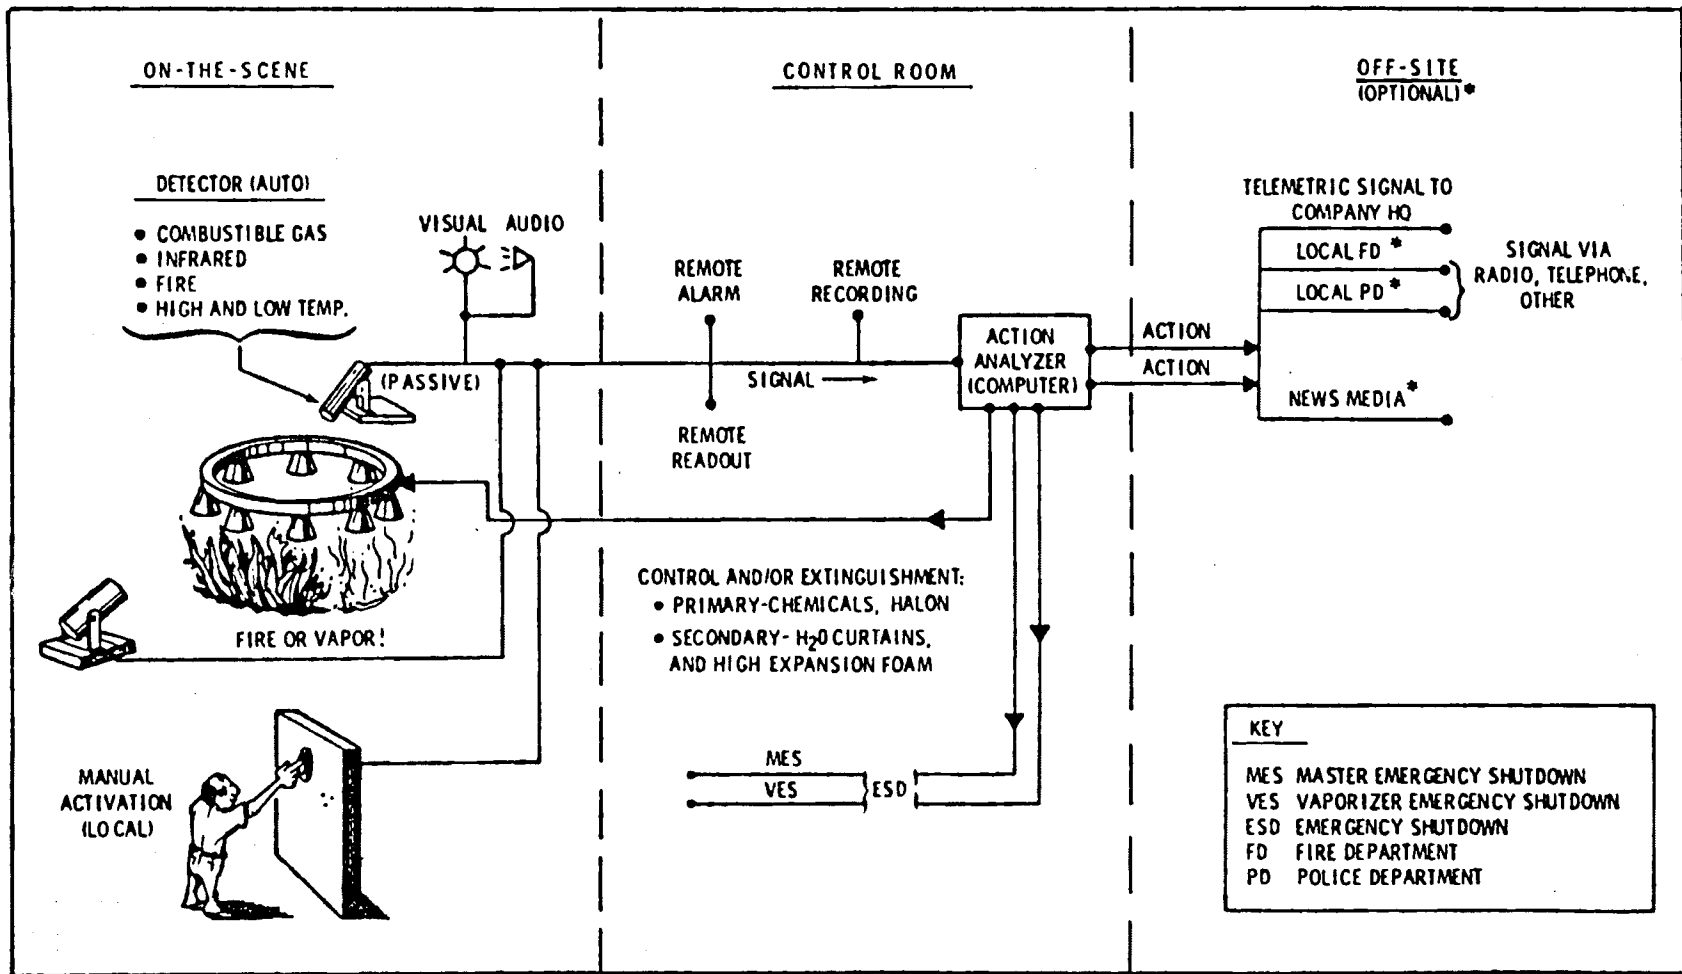 ON-THE-SCENE
DETECTOR (AUTO)
• COMBUSTIBLE GAS
• INFRARED
• FIRE
• HIGH AND LOW TEMP.
VISUAL AUDIO
(PASSIVE)
FIRE OR VAPOR!
MANUAL
ACTIVATION
(LOCAL)
CONTROL ROOM
REMOTE
ALARM
REMOTE
RECORDING
SIGNAL
REMOTE
READOUT
ACTION
ANALYZER
(COMPUTER)
CONTROL AND/OR EXTINGUISHMENT:
• PRIMARY-CHEMICALS, HALON
• SECONDARY- H₂O CURTAINS,
AND HIGH EXPANSION FOAM
MES
VES
ESD
OFF-SITE
(OPTIONAL)*
ACTION
ACTION
TELEMETRIC SIGNAL TO
COMPANY HQ
LOCAL FD *
LOCAL PD *
SIGNAL VIA
RADIO, TELEPHONE,
OTHER
NEWS MEDIA*
KEY
MES MASTER EMERGENCY SHUTDOWN
VES VAPORIZER EMERGENCY SHUTDOWN
ESD EMERGENCY SHUTDOWN
FD FIRE DEPARTMENT
PD POLICE DEPARTMENT